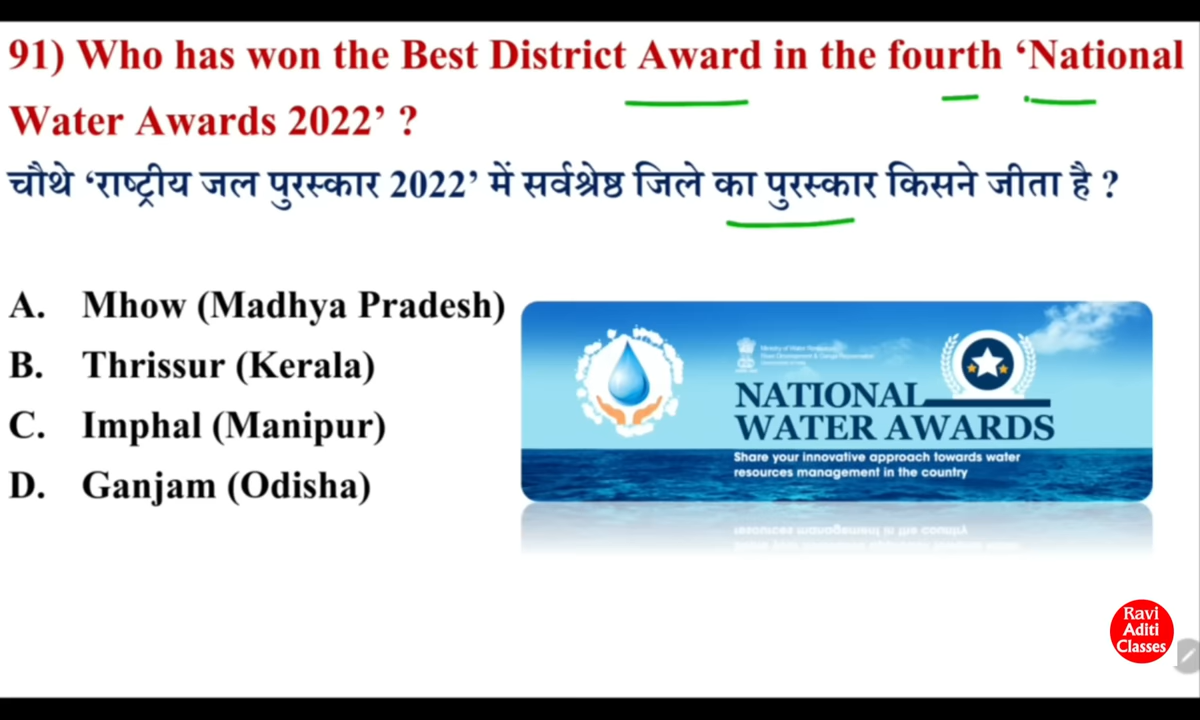 91) Who has won the Best District Award in the fourth ‘National
Water Awards 2022’ ?
चौथे ‘राष्ट्रीय जल पुरस्कार 2022’ में सर्वश्रेष्ठ जिले का पुरस्कार किसने जीता है ?
A. Mhow (Madhya Pradesh)
B. Thrissur (Kerala)
C. Imphal (Manipur)
D. Ganjam (Odisha)
NATIONAL
WATER AWARDS
Share your innovative approach towards water
resources management in the country
Ravi
Aditi
Classes